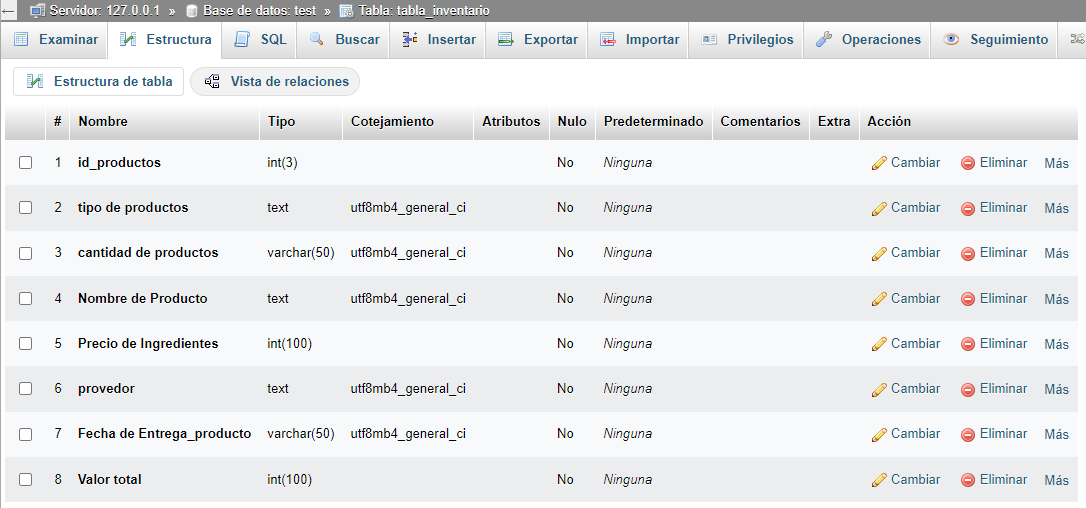 Servidor: 127.0.0.1 » Base de datos: test » Tabla: tabla_inventario
Examinar Estructura SQL Buscar Insertar Exportar Importar Privilegios Operaciones Seguimiento
Estructura de tabla Vista de relaciones
# Nombre Tipo Cotejamiento Atributos Nulo Predeterminado Comentarios Extra Acción
1 id_productos int(3) No Ninguna Cambiar Eliminar Más
2 tipo de productos text utf8mb4_general_ci No Ninguna Cambiar Eliminar Más
3 cantidad de productos varchar(50) utf8mb4_general_ci No Ninguna Cambiar Eliminar Más
4 Nombre de Producto text utf8mb4_general_ci No Ninguna Cambiar Eliminar Más
5 Precio de Ingredientes int(100) No Ninguna Cambiar Eliminar Más
6 provedor text utf8mb4_general_ci No Ninguna Cambiar Eliminar Más
7 Fecha de Entrega_producto varchar(50) utf8mb4_general_ci No Ninguna Cambiar Eliminar Más
8 Valor total int(100) No Ninguna Cambiar Eliminar Más